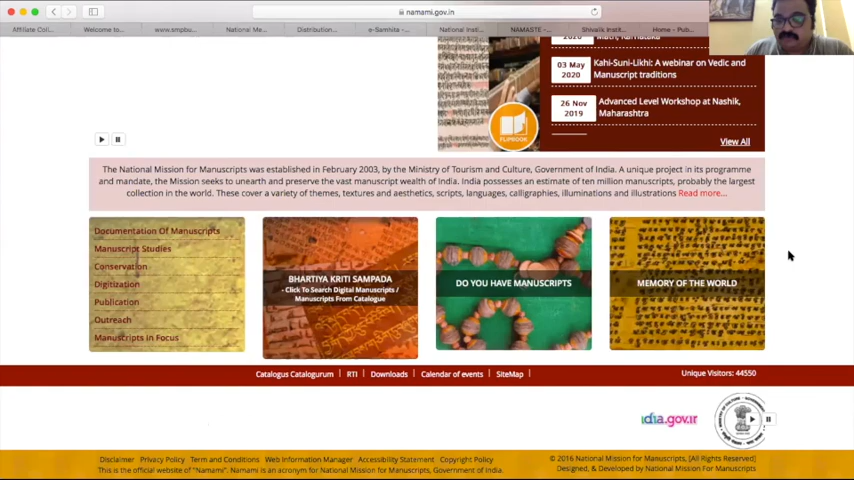 namami.gov.in
Affiliate Coll...
Welcome to...
www.smpbu...
National Me...
Distribution...
e-Samhita -...
National Insti...
NAMASTE -...
Shivalis Instit...
Home - Pub...
2020
Math, Karnataka
03 May
2020
Kahi-Suni-Likhi: A webinar on Vedic and
Manuscript traditions
26 Nov
2019
Advanced Level Workshop at Nashik,
Maharashtra
FLIPBOOK
View All
The National Mission for Manuscripts was established in February 2003, by the Ministry of Tourism and Culture, Government of India. A unique project in its programme
and mandate, the Mission seeks to unearth and preserve the vast manuscript wealth of India. India possesses an estimate of ten million manuscripts, probably the largest
collection in the world. These cover a variety of themes, textures and aesthetics, scripts, languages, calligraphies, illuminations and illustrations Read more...
Documentation Of Manuscripts
Manuscript Studies
Conservation
Digitization
Publication
Outreach
Manuscripts in Focus
BHARTIYA KRITI SAMPADA
- Click To Search Digital Manuscripts /
Manuscripts From Catalogue
DO YOU HAVE MANUSCRIPTS
MEMORY OF THE WORLD
Catalogus Catalogurum | RTI | Downloads | Calendar of events | SiteMap
Unique Visitors: 44550
india.gov.in
Disclaimer Privacy Policy Term and Conditions Web Information Manager Accessibility Statement Copyright Policy
This is the official website of "Namami". Namami is an acronym for National Mission for Manuscripts, Government of India.
© 2016 National Mission for Manuscripts, [All Rights Reserved]
Designed, & Developed by National Mission For Manuscripts